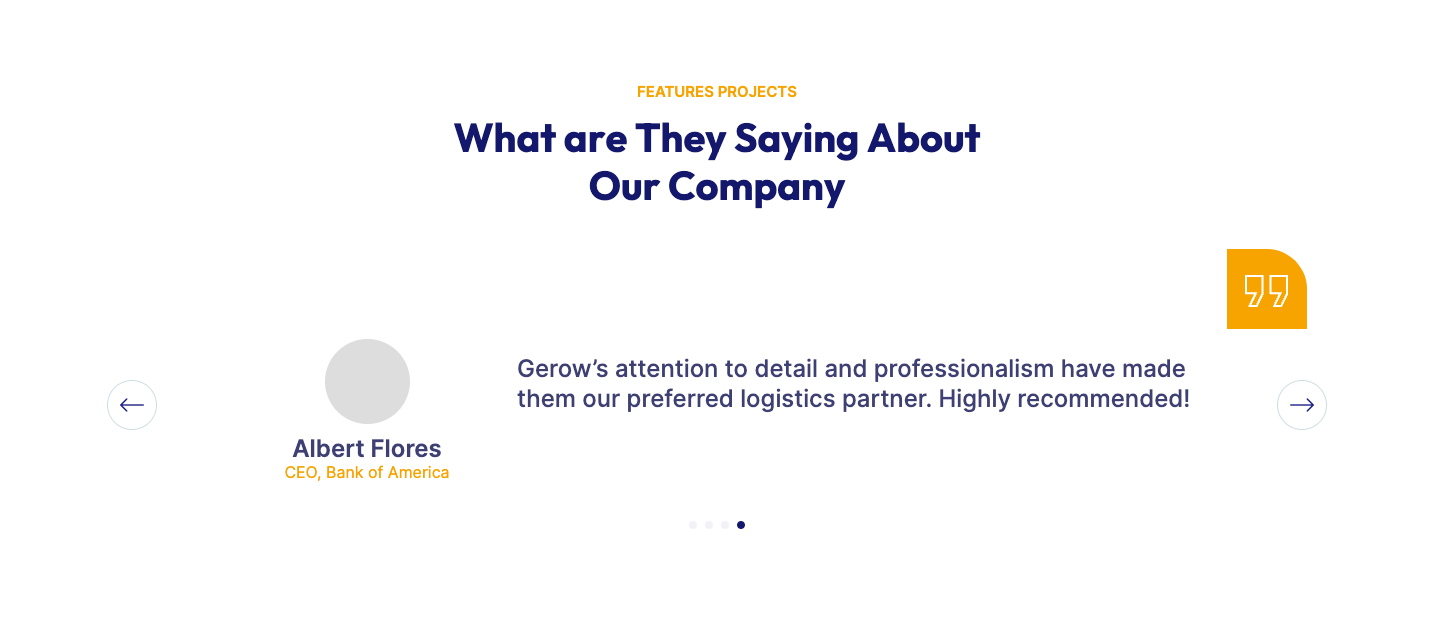 FEATURES PROJECTS
What are They Saying About
Our Company
Gerow’s attention to detail and professionalism have made
them our preferred logistics partner. Highly recommended!
Albert Flores
CEO, Bank of America